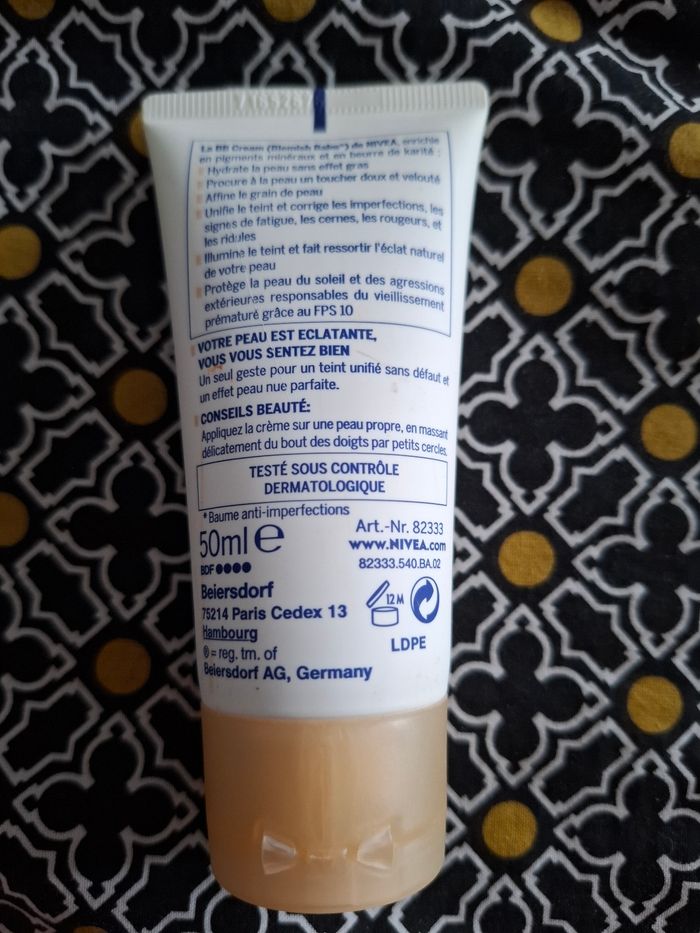 La BB Cream (Blemish Balm*) de NIVEA, enrichie
en pigments minéraux et en beurre de karité :
Hydrate la peau sans effet gras
Procure à la peau un toucher doux et velouté
Affine le grain de peau
Unifie le teint et corrige les imperfections, les
signes de fatigue, les cernes, les rougeurs, et
les ridules
Illumine le teint et fait ressortir l'éclat naturel
de votre peau
Protège la peau du soleil et des agressions
extérieures responsables du vieillissement
prématuré grâce au FPS 10
VOTRE PEAU EST ECLATANTE,
VOUS VOUS SENTEZ BIEN
Un seul geste pour un teint unifié sans défaut et
un effet peau nue parfaite.
CONSEILS BEAUTÉ:
Appliquez la crème sur une peau propre, en massant
délicatement du bout des doigts par petits cercles.
TESTÉ SOUS CONTRÔLE
DERMATOLOGIQUE
*Baume anti-imperfections
50ml e
Art.-Nr. 82333
www.NIVEA.com
BDF ●●●●
82333.540.BA.02
Beiersdorf
75214 Paris Cedex 13
Hambourg
12M
® = reg. tm. of
LDPE
Beiersdorf AG, Germany